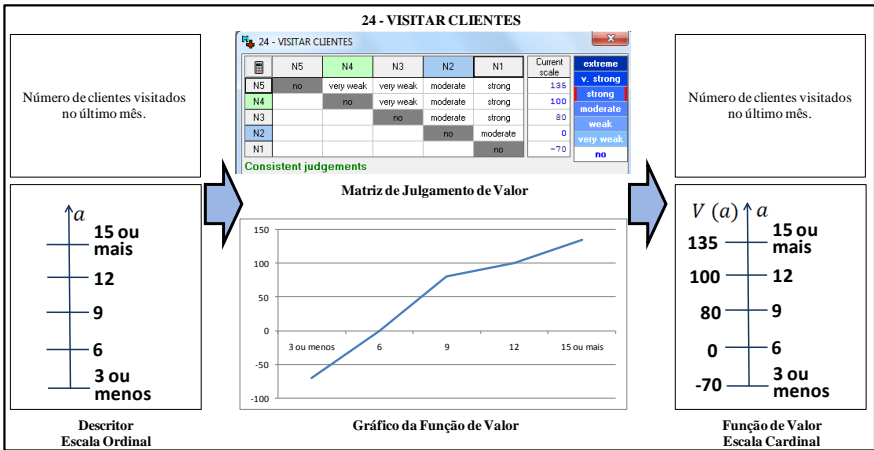 24 - VISITAR CLIENTES
Número de clientes visitados
no último mês.
24 - VISITAR CLIENTES
N5 N4 N3 N2 N1 Current scale
N5 no very weak very weak moderate strong 135
N4 no very weak moderate strong 100
N3 no moderate strong 80
N2 no moderate 0
N1 no -70
extreme
v. strong
strong
moderate
weak
very weak
no
Consistent judgements
Matriz de Julgamento de Valor
Número de clientes visitados
no último mês.
a
15 ou
mais
12
9
6
3 ou
menos
Descritor
Escala Ordinal
150
100
50
0
-50
-100
3 ou menos 6 9 12 15 ou mais
Gráfico da Função de Valor
V (a) a
135 15 ou
mais
100 12
80 9
0 6
-70 3 ou
menos
Função de Valor
Escala Cardinal